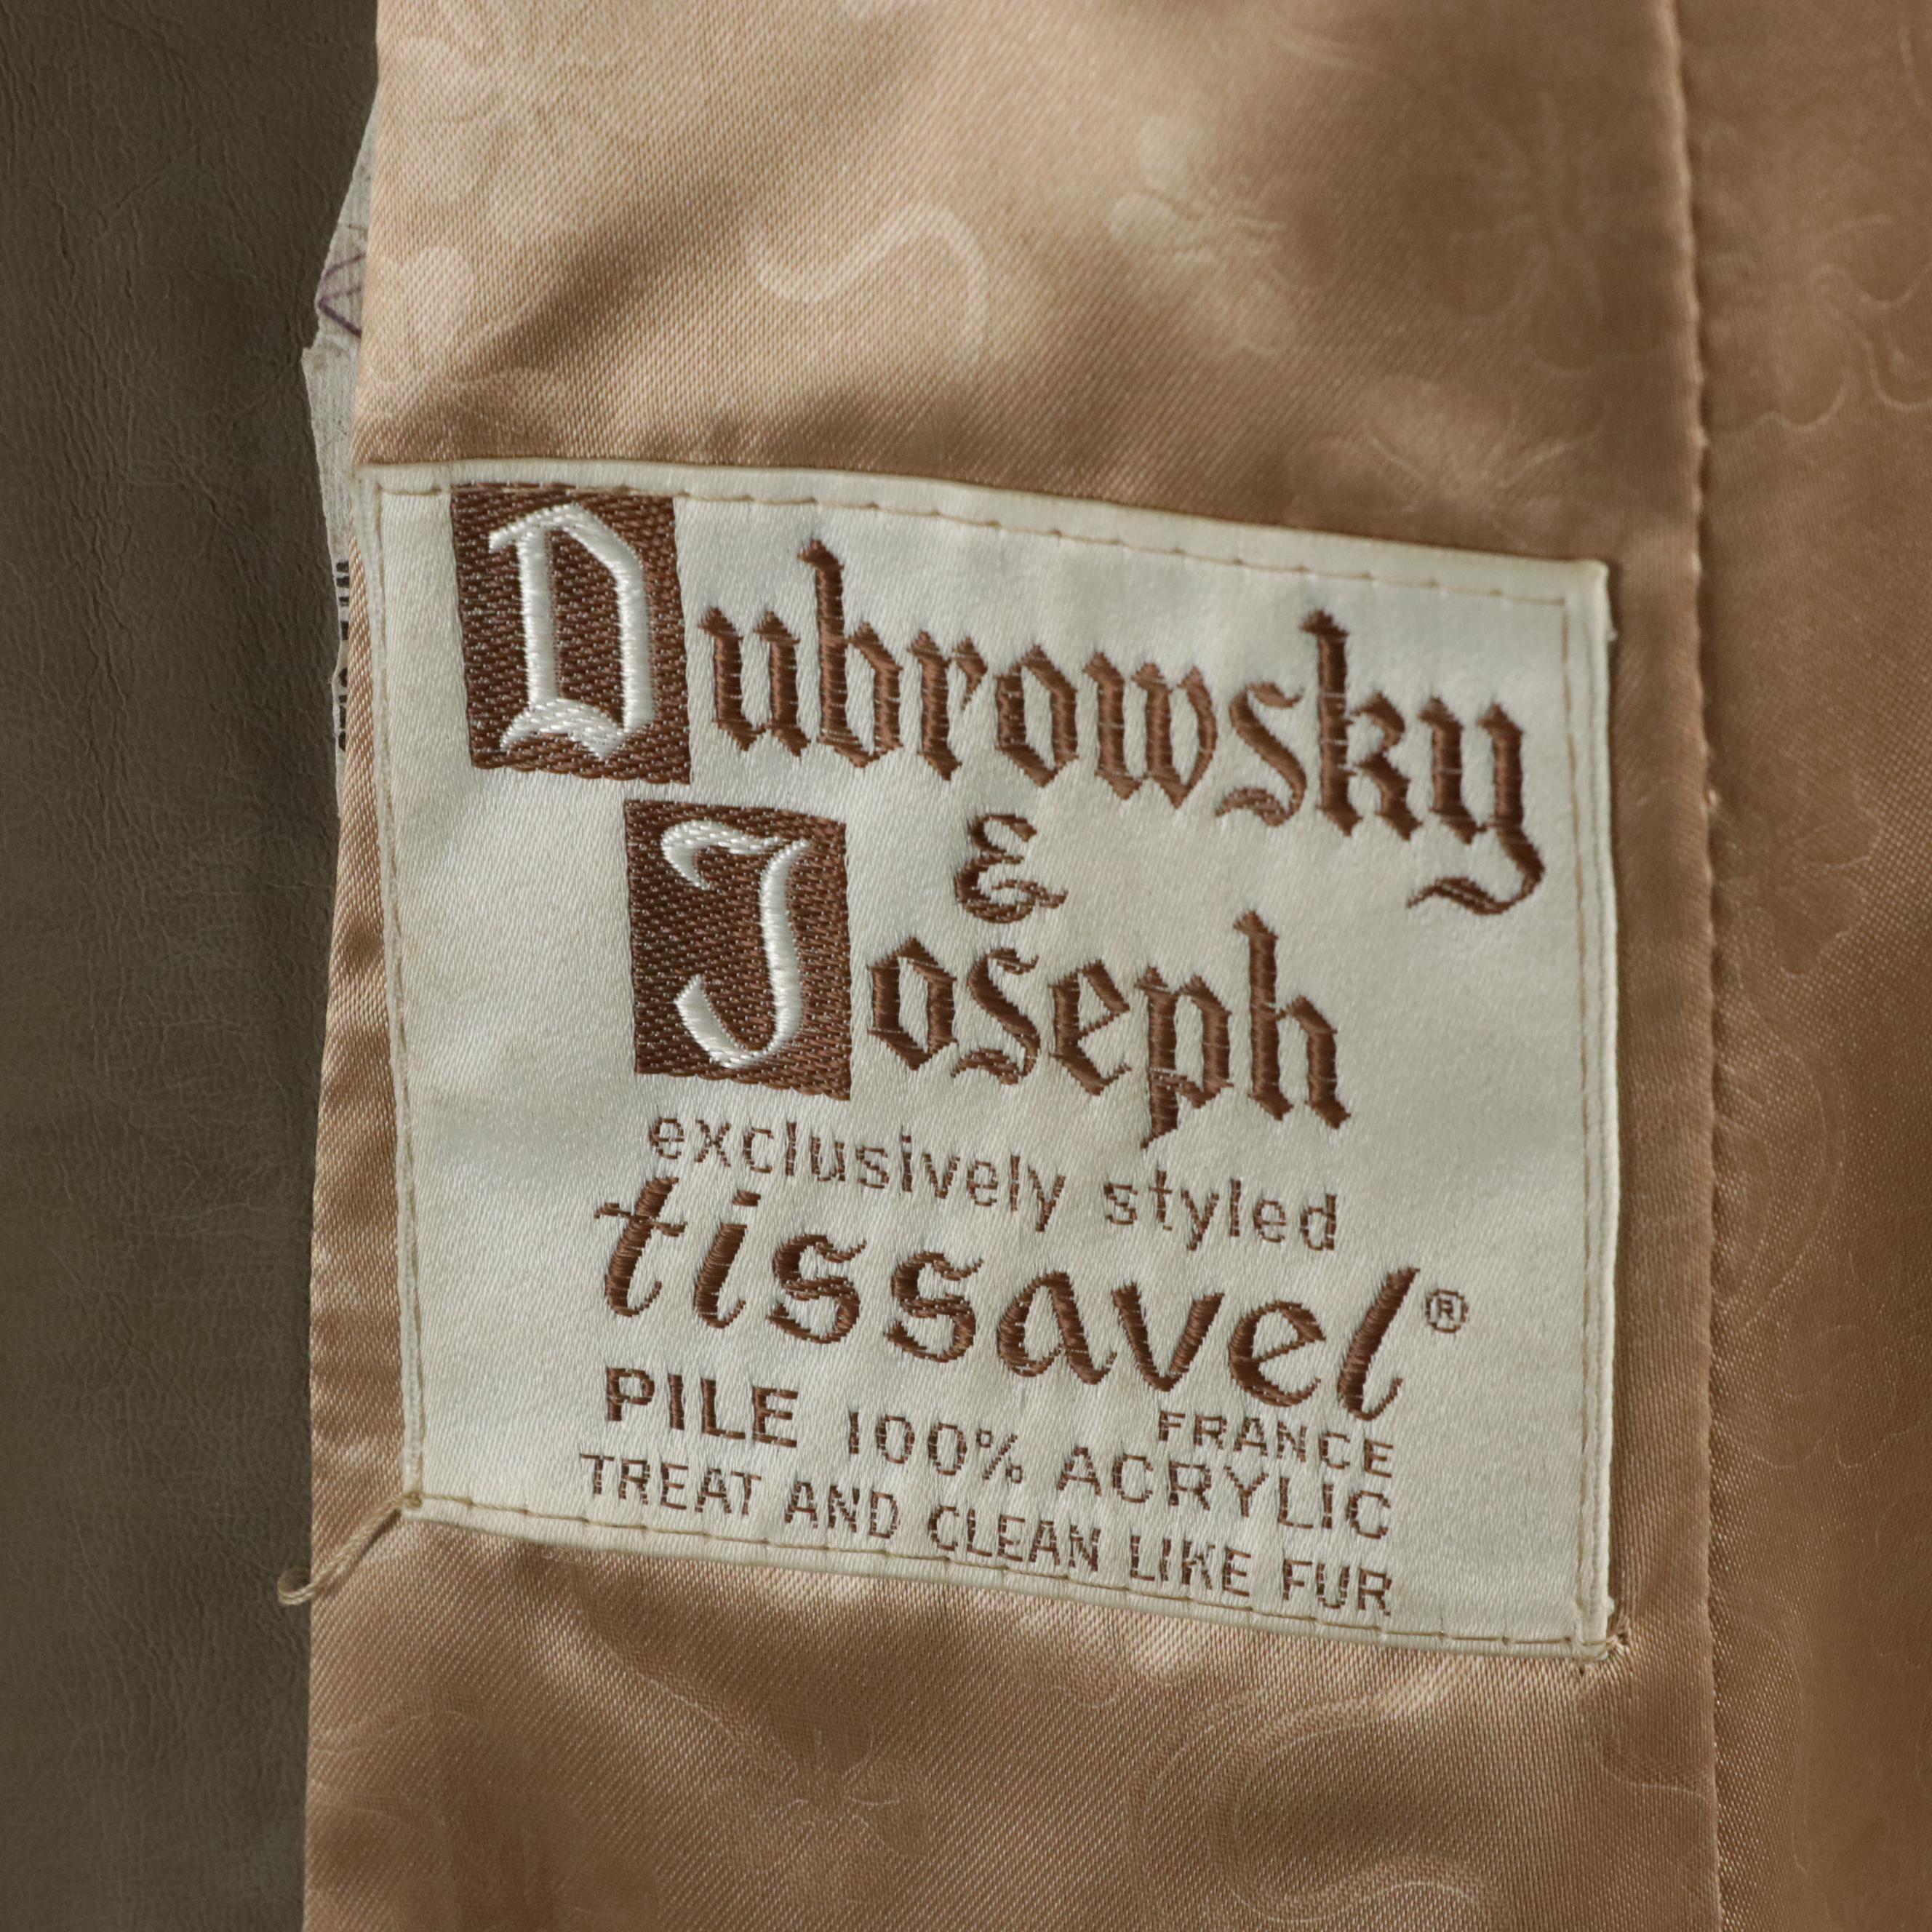 Dubrowsky
&
Joseph
exclusively styled
tissavel®
FRANCE
PILE 100% ACRYLIC
TREAT AND CLEAN LIKE FUR